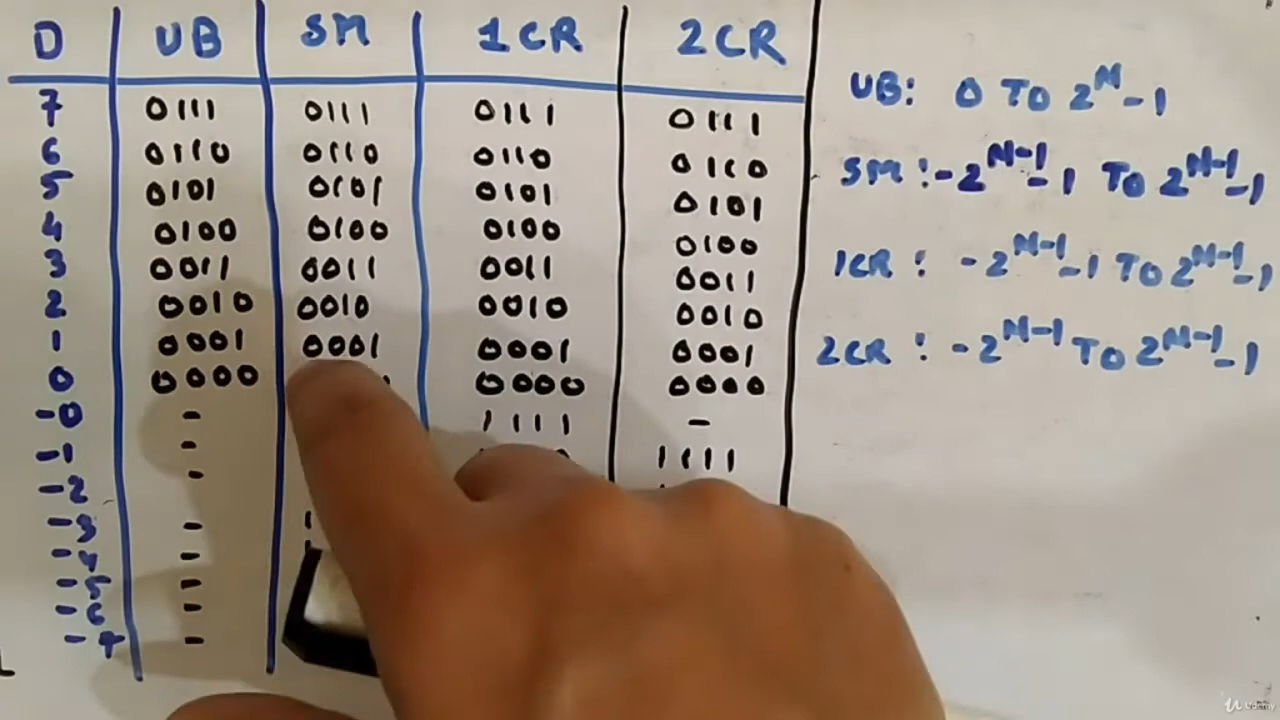 D UB SM 1CR 2CR
7 0111 0111 0111 0111
6 0110 0110 0110 0110
5 0101 0101 0101 0101
4 0100 0100 0100 0100
3 0011 0011 0011 0011
2 0010 0010 0010 0010
1 0001 0001 0001 0001
0 0000 0000 0000
-0 - 1111 -
-1 - 1111
-2 -
-3 -
-4 -
-5 -
-6 -
-7 -
UB: 0 TO 2^N-1
SM: -2^N-1-1 TO 2^N-1-1
1CR: -2^N-1-1 TO 2^N-1-1
2CR: -2^N-1 TO 2^N-1-1
Udemy